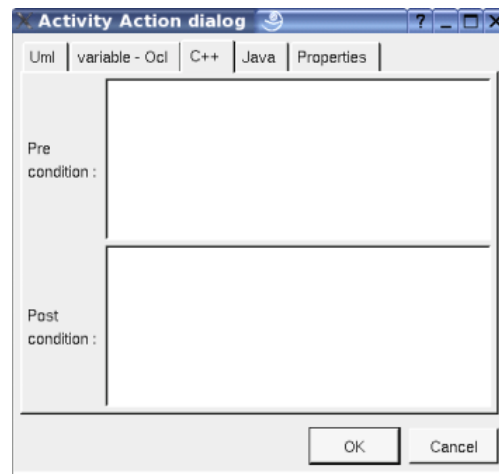 Activity Action dialog
Uml variable - Ocl C++ Java Properties
Pre
condition :
Post
condition :
OK Cancel